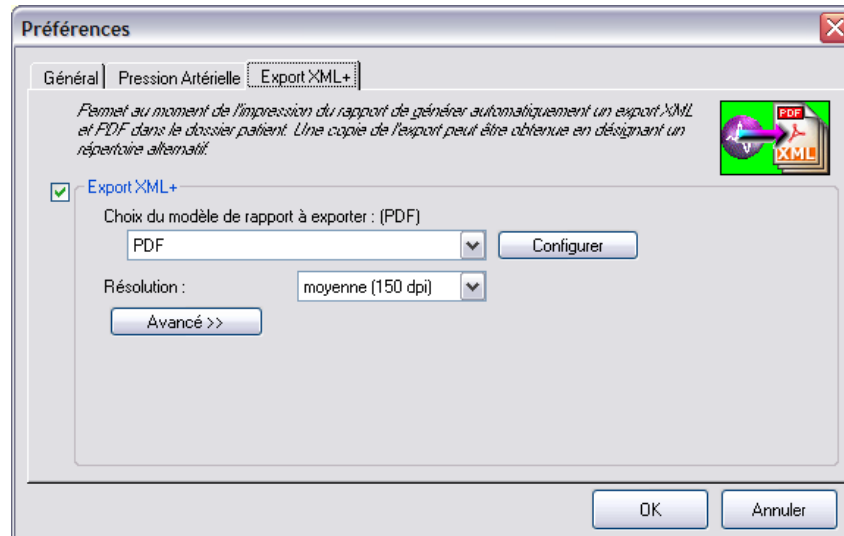 Préférences
Général
Pression Artérielle
Export XML+
Permet au moment de l'impression du rapport de générer automatiquement un export XML
et PDF dans le dossier patient. Une copie de l'export peut être obtenue en désignant un
répertoire alternatif.
PDF
XML
Export XML+
Choix du modèle de rapport à exporter : (PDF)
PDF
Configurer
Résolution :
moyenne (150 dpi)
Avancé >>
OK
Annuler